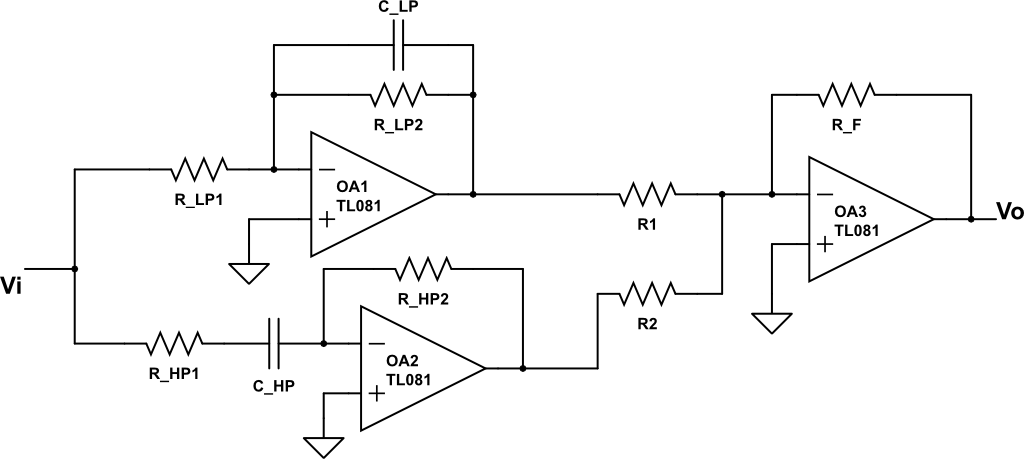 C_LP
R_LP2
R_F
R_LP1
OA1
TL081
OA3
TL081
Vo
R1
Vi
R_HP2
R2
R_HP1
C_HP
OA2
TL081